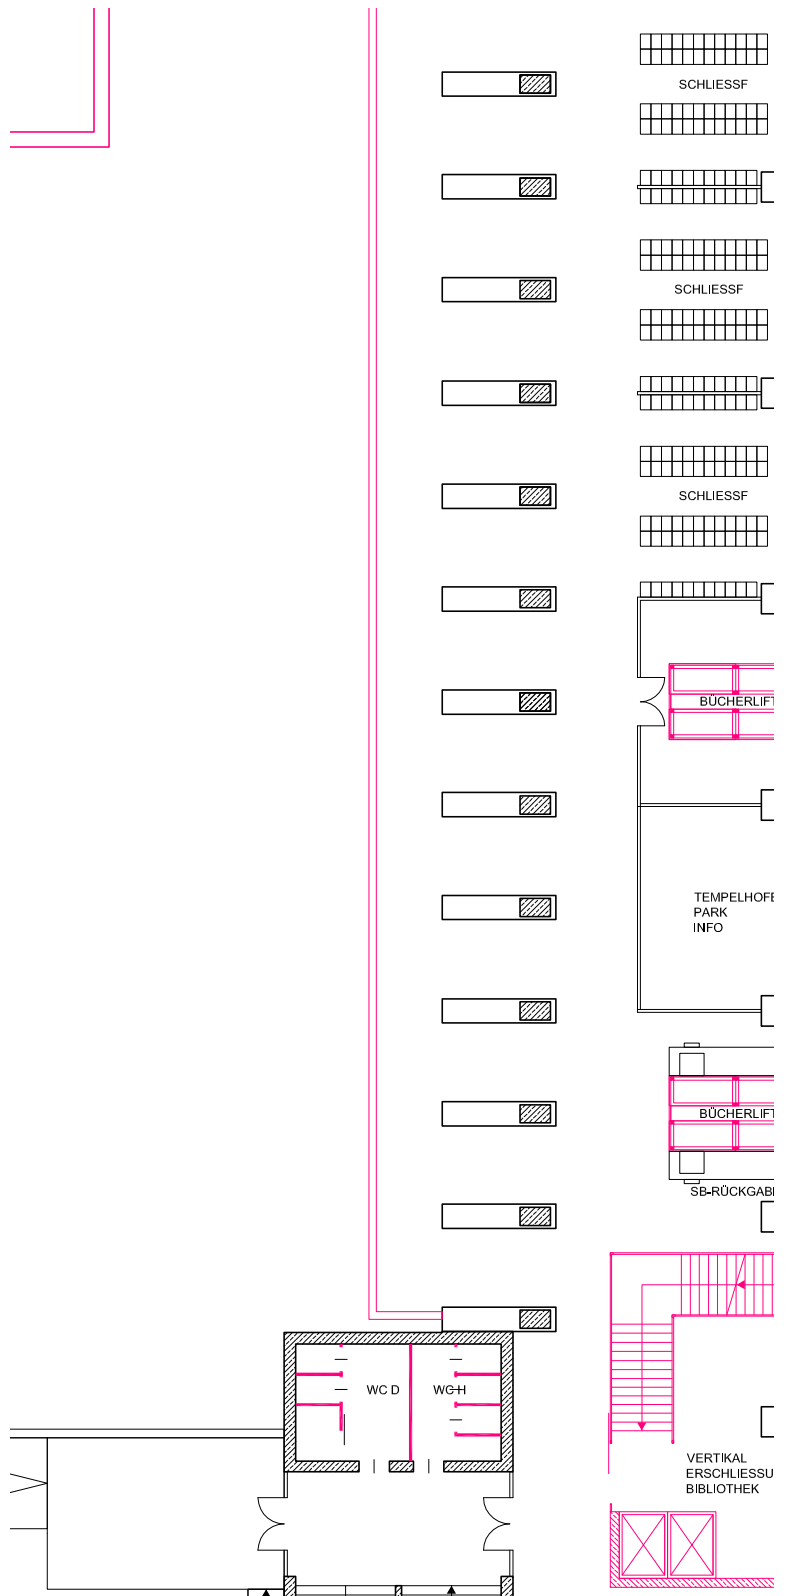 SCHLIESSF
SCHLIESSF
SCHLIESSF
BÜCHERLIFT
TEMPELHOFE
PARK
INFO
BÜCHERLIFT
SB-RÜCKGAB
WC D
WC H
VERTIKAL
ERSCHLIESSU
BIBLIOTHEK